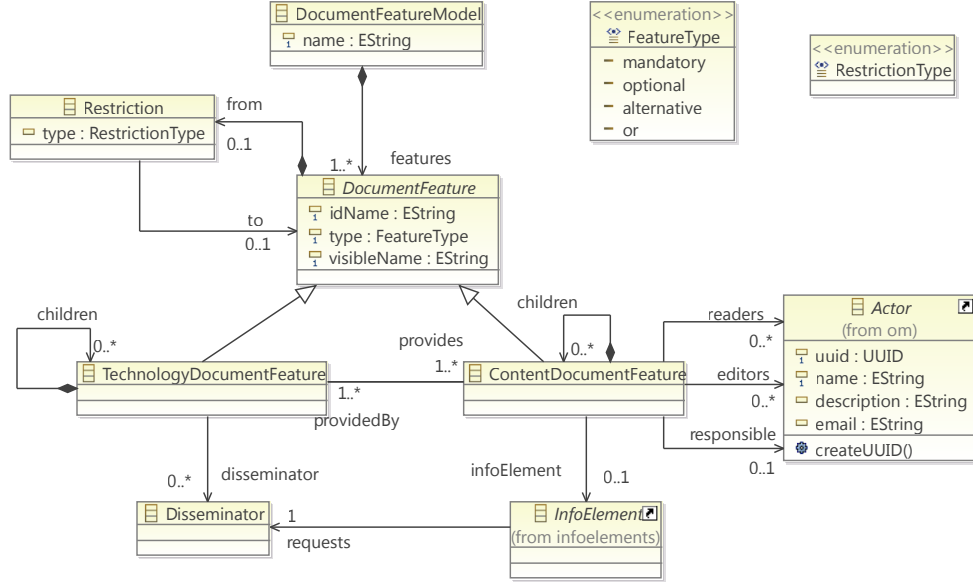 DocumentFeatureModel
name : EString
<<enumeration>>
FeatureType
mandatory
optional
alternative
or
<<enumeration>>
RestrictionType
Restriction
type : RestrictionType
from
0..1
1..*
features
to
0..1
DocumentFeature
idName : EString
type : FeatureType
visibleName : EString
children
0..*
TechnologyDocumentFeature
provides
1..*
1..*
providedBy
children
0..*
ContentDocumentFeature
readers
0..*
editors
0..*
responsible
0..1
Actor
(from om)
uuid : UUID
name : EString
description : EString
email : EString
createUUID()
0..*
disseminator
infoElement
0..1
Disseminator
1
requests
InfoElement
(from infoelements)